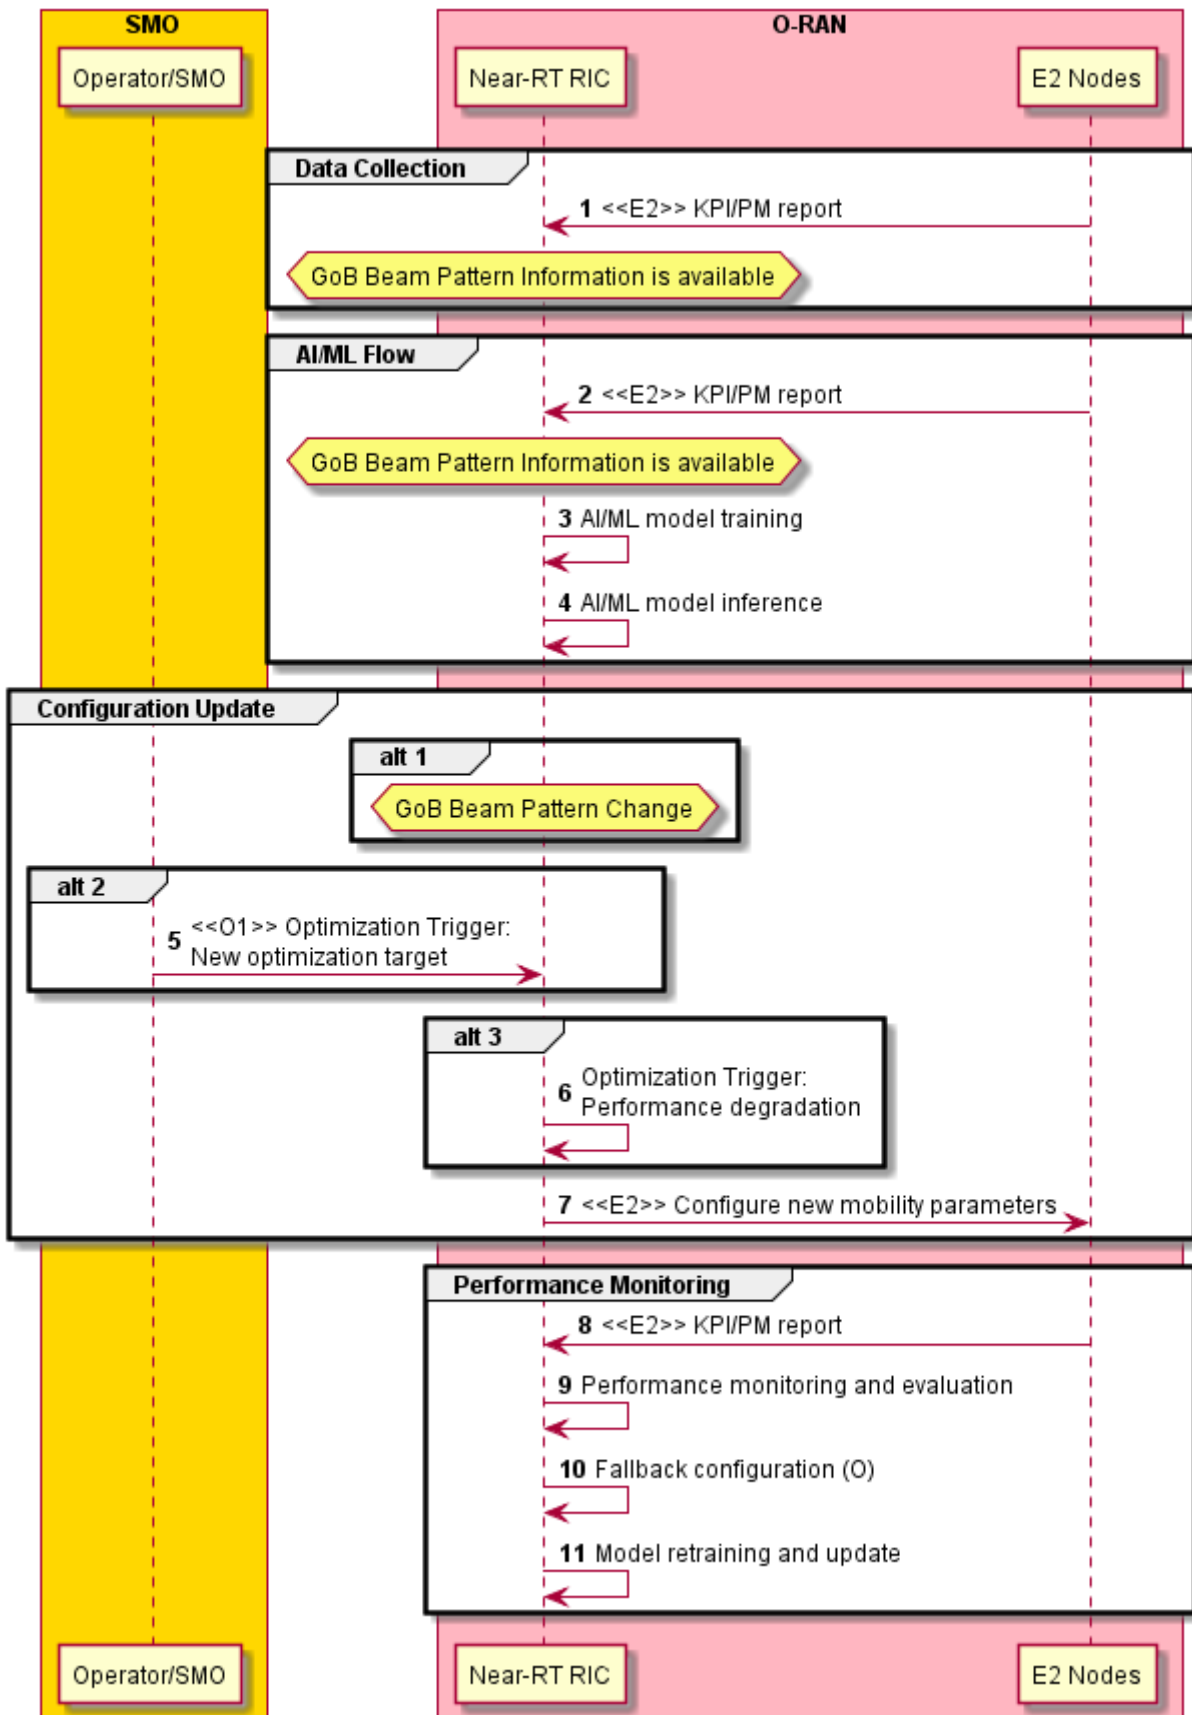 SMO
O-RAN
Operator/SMO
Near-RT RIC
E2 Nodes
Data Collection
1 <<E2>> KPI/PM report
GoB Beam Pattern Information is available
AI/ML Flow
2 <<E2>> KPI/PM report
GoB Beam Pattern Information is available
3 AI/ML model training
4 AI/ML model inference
Configuration Update
alt 1
GoB Beam Pattern Change
alt 2
5 <<O1>> Optimization Trigger:
New optimization target
alt 3
6 Optimization Trigger:
Performance degradation
7 <<E2>> Configure new mobility parameters
Performance Monitoring
8 <<E2>> KPI/PM report
9 Performance monitoring and evaluation
10 Fallback configuration (O)
11 Model retraining and update
Operator/SMO
Near-RT RIC
E2 Nodes